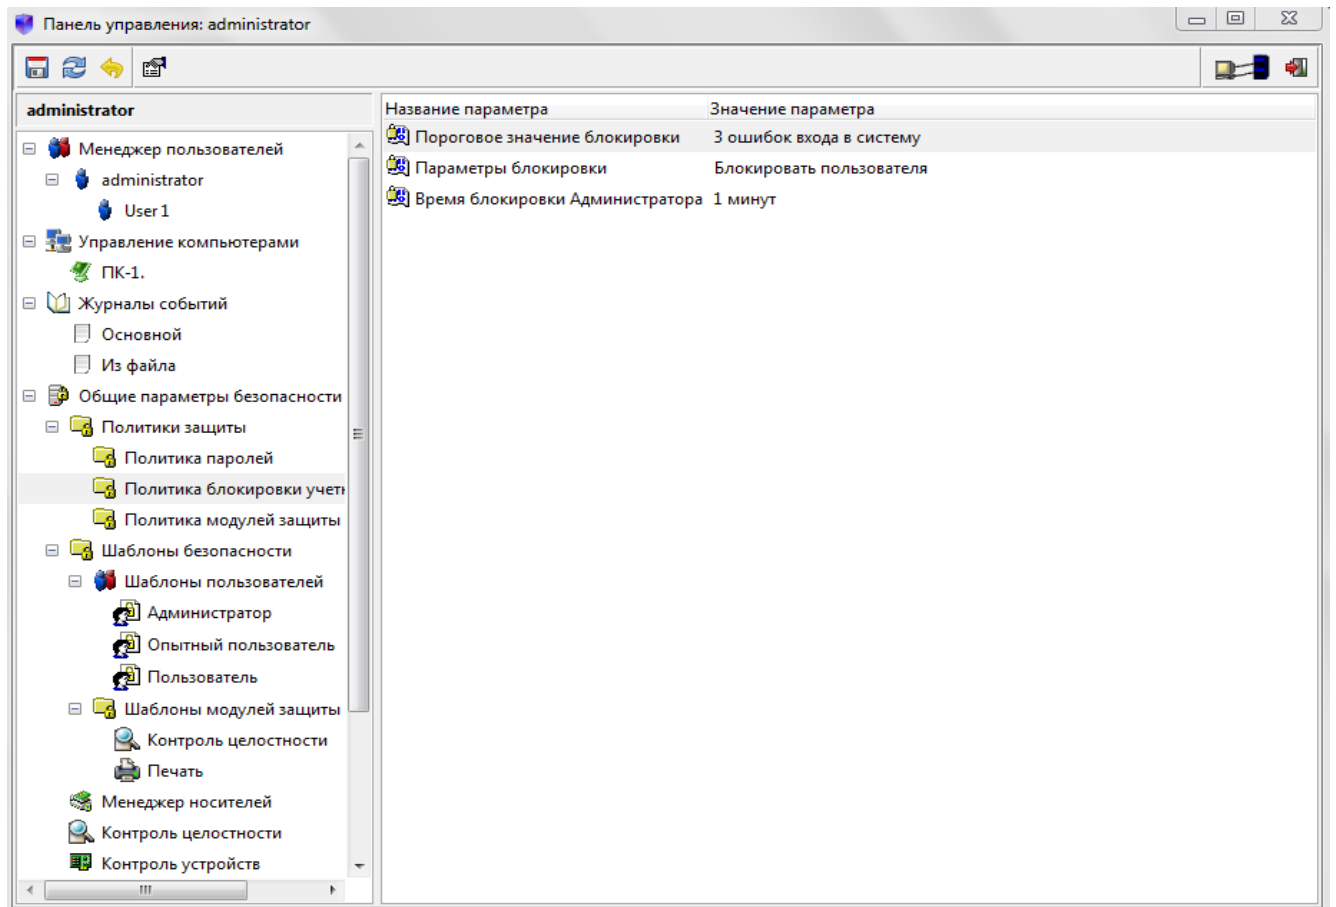 Панель управления: administrator
administrator
Название параметра Значение параметра
Пороговое значение блокировки 3 ошибок входа в систему
Параметры блокировки Блокировать пользователя
Время блокировки Администратора 1 минут
Менеджер пользователей
administrator
User1
Управление компьютерами
ПК-1.
Журналы событий
Основной
Из файла
Общие параметры безопасности
Политики защиты
Политика паролей
Политика блокировки учетн
Политика модулей защиты
Шаблоны безопасности
Шаблоны пользователей
Администратор
Опытный пользователь
Пользователь
Шаблоны модулей защиты
Контроль целостности
Печать
Менеджер носителей
Контроль целостности
Контроль устройств